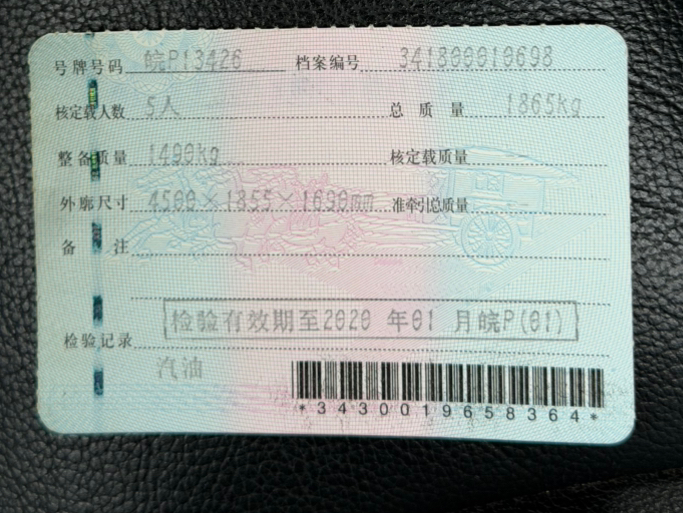 号牌号码 皖P13426 档案编号 341800010698
核定载人数 5人 总质量 1865kg
整备质量 1490kg 核定载质量
外廓尺寸 4500×1855×1690mm 准牵引总质量
备注
检验有效期至2020年01月皖P(01)
检验记录
汽油
*3430019658364*